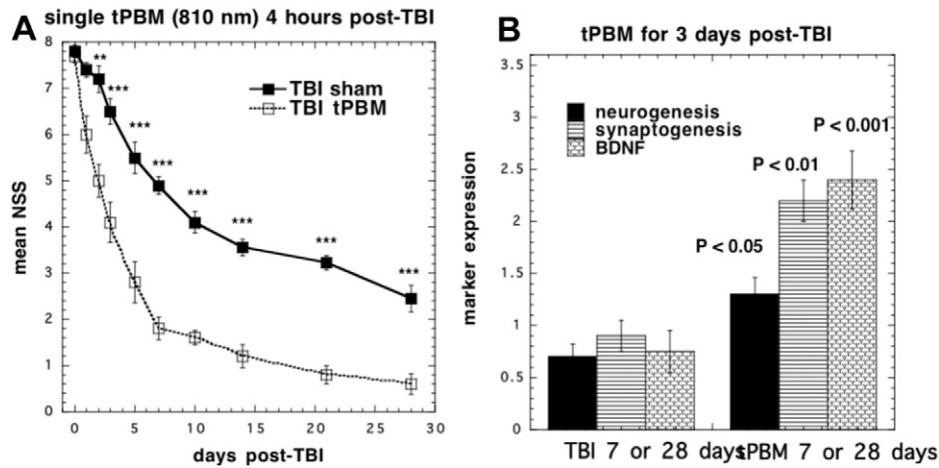 A
single tPBM (810 nm) 4 hours post-TBI
8
7
6
5
4
3
2
1
0
mean NSS
**
***
***
***
***
***
***
***
TBI sham
TBI tPBM
0 5 10 15 20 25 30
days post-TBI
B
tPBM for 3 days post-TBI
3.5
3
2.5
2
1.5
1
0.5
0
marker expression
neurogenesis
synaptogenesis
BDNF
P < 0.001
P < 0.01
P < 0.05
TBI 7 or 28 days
tPBM 7 or 28 days